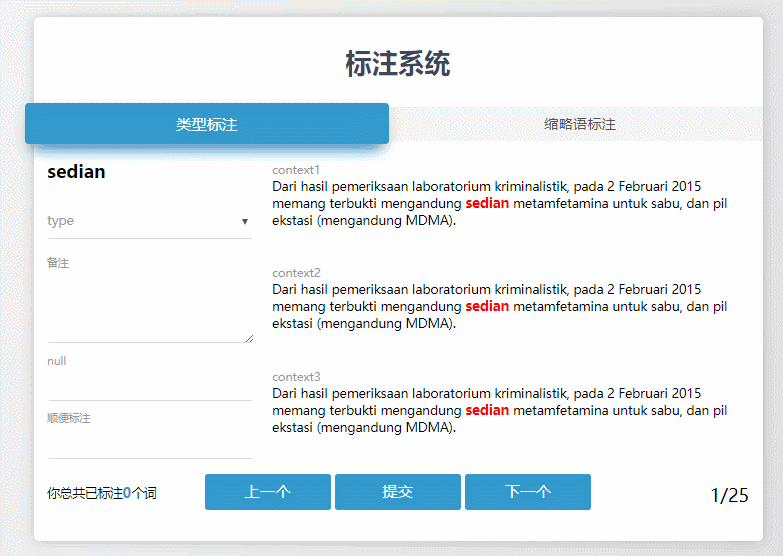 标注系统
类型标注
缩略语标注
sedian
type
备注
null
顺便标注
context1
Dari hasil pemeriksaan laboratorium kriminalistik, pada 2 Februari 2015
memang terbukti mengandung sedian metamfetamina untuk sabu, dan pil
ekstasi (mengandung MDMA).
context2
Dari hasil pemeriksaan laboratorium kriminalistik, pada 2 Februari 2015
memang terbukti mengandung sedian metamfetamina untuk sabu, dan pil
ekstasi (mengandung MDMA).
context3
Dari hasil pemeriksaan laboratorium kriminalistik, pada 2 Februari 2015
memang terbukti mengandung sedian metamfetamina untuk sabu, dan pil
ekstasi (mengandung MDMA).
你总共已标注0个词
上一个
提交
下一个
1/25